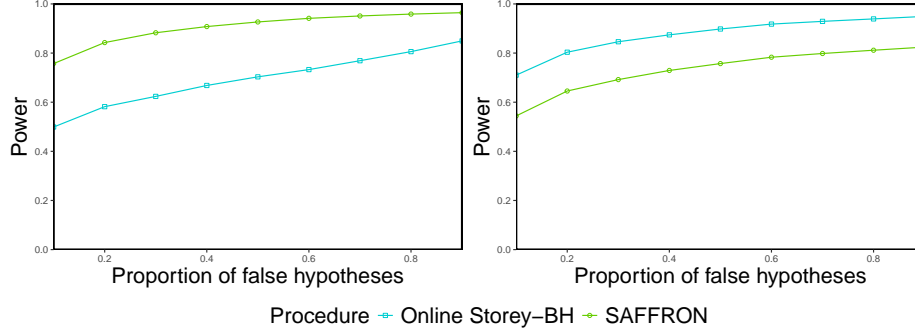 1.0
0.8
0.6
0.4
0.2
0.0
Power
0.2 0.4 0.6 0.8
Proportion of false hypotheses
1.0
0.8
0.6
0.4
0.2
0.0
Power
0.2 0.4 0.6 0.8
Proportion of false hypotheses
Procedure Online Storey−BH SAFFRON